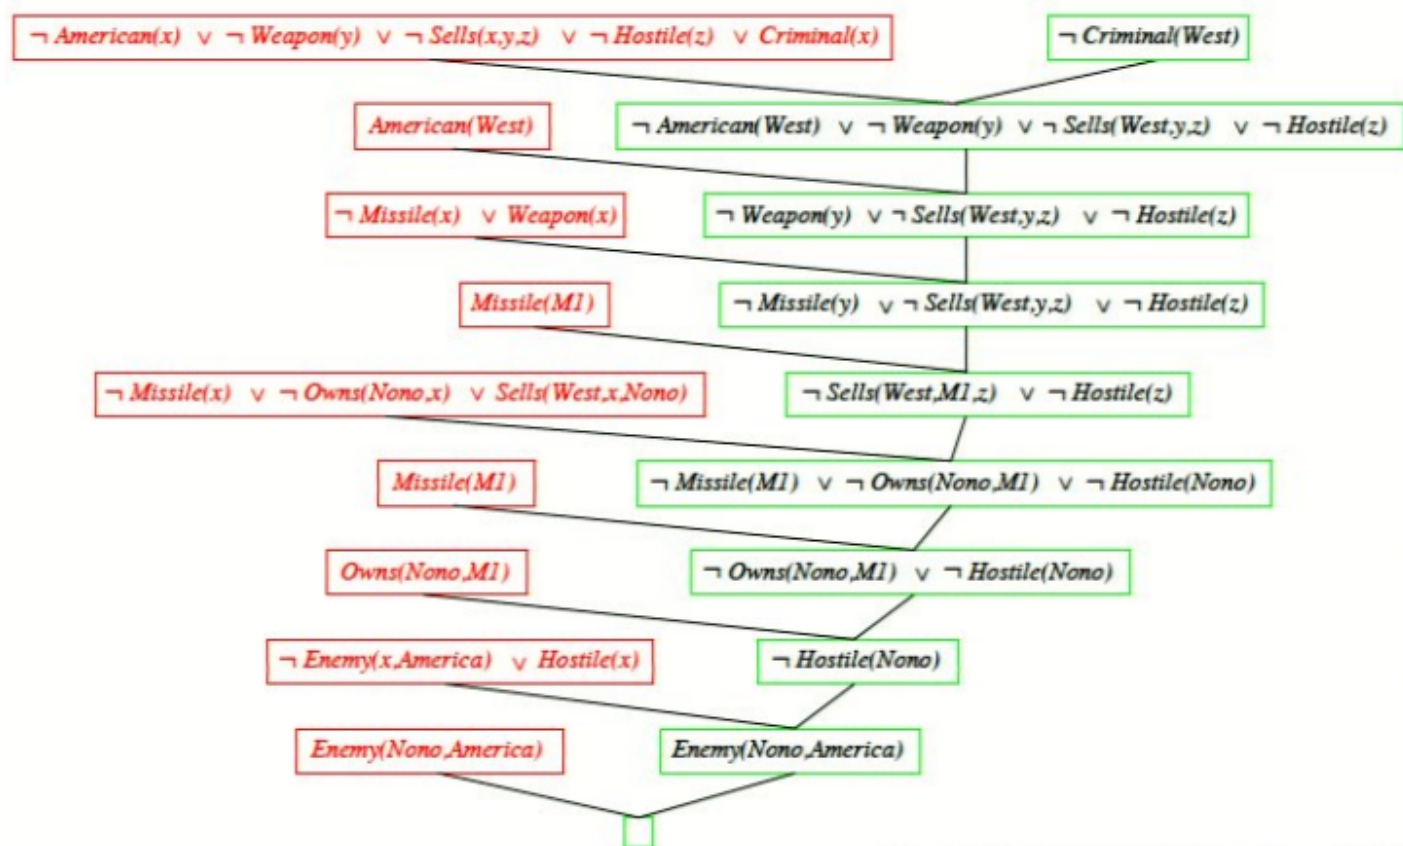 ¬ American(x) ∨ ¬ Weapon(y) ∨ ¬ Sells(x,y,z) ∨ ¬ Hostile(z) ∨ Criminal(x) ¬ Criminal(West)
American(West) ¬ American(West) ∨ ¬ Weapon(y) ∨ ¬ Sells(West,y,z) ∨ ¬ Hostile(z)
¬ Missile(x) ∨ Weapon(x) ¬ Weapon(y) ∨ ¬ Sells(West,y,z) ∨ ¬ Hostile(z)
Missile(M1) ¬ Missile(y) ∨ ¬ Sells(West,y,z) ∨ ¬ Hostile(z)
¬ Missile(x) ∨ ¬ Owns(Nono,x) ∨ Sells(West,x,Nono) ¬ Sells(West,M1,z) ∨ ¬ Hostile(z)
Missile(M1) ¬ Missile(M1) ∨ ¬ Owns(Nono,M1) ∨ ¬ Hostile(Nono)
Owns(Nono,M1) ¬ Owns(Nono,M1) ∨ ¬ Hostile(Nono)
¬ Enemy(x,America) ∨ Hostile(x) ¬ Hostile(Nono)
Enemy(Nono,America) Enemy(Nono,America)